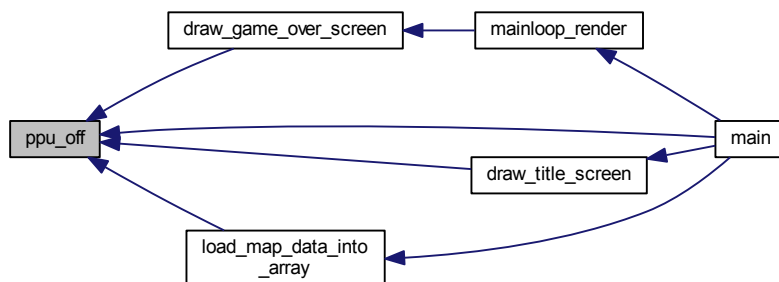 draw_game_over_screen
mainloop_render
ppu_off
main
draw_title_screen
load_map_data_into
_array